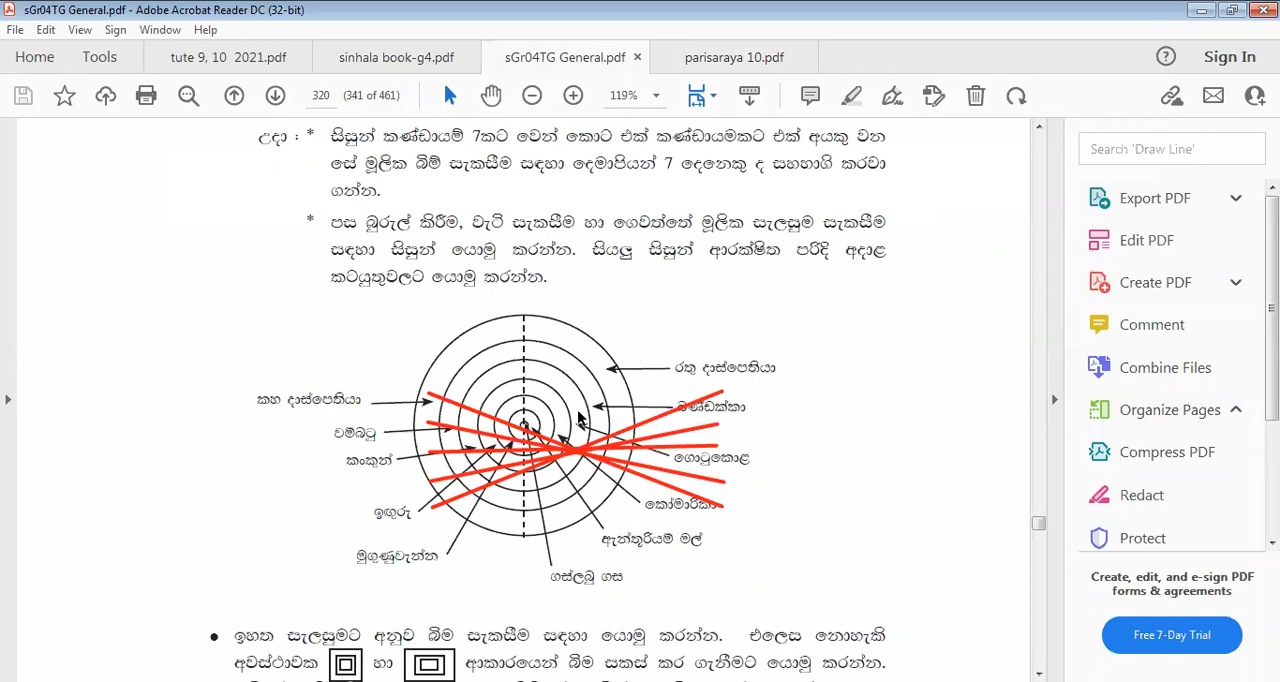 sGr04TG General.pdf - Adobe Acrobat Reader DC (32-bit)
File Edit View Sign Window Help
Home Tools tute 9, 10 2021.pdf sinhala book-g4.pdf sGr04TG General.pdf × parisaraya 10.pdf Sign In
320 (341 of 461) 119%
උදා : * සිසුන් කණ්ඩායම් 7කට වෙන් කොට එක් කණ්ඩායමකට එක් අයකු වන
සේ මූලික බිම් සැකසීම සඳහා දෙමාපියන් 7 දෙනෙකු ද සහභාගි කරවා
ගන්න.
* පස බුරුල් කිරීම, වැටි සැකසීම හා ගෙවත්තේ මූලික සැලසුම සැකසීම
සඳහා සිසුන් යොමු කරන්න. සියලු සිසුන් ආරක්ෂිත පරිදි අදාළ
කටයුතුවලට යොමු කරන්න.
රතු දාස්පෙතියා
කහ දාස්පෙතියා
බණ්ඩක්කා
වම්බටු
කංකුන්
ගොටුකොළ
කෝමාරිකා
ඉඟුරු
ඇන්තූරියම් මල්
මුගුණුවැන්න
ගස්ලබු ගස
● ඉහත සැලසුමට අනුව බිම සැකසීම සඳහා යොමු කරන්න. එලෙස නොහැකි
අවස්ථාවක හා ආකාරයෙන් බිම සකස් කර ගැනීමට යොමු කරන්න.
Search 'Draw Line'
Export PDF
Edit PDF
Create PDF
Comment
Combine Files
Organize Pages
Compress PDF
Redact
Protect
Create, edit, and e-sign PDF
forms & agreements
Free 7-Day Trial